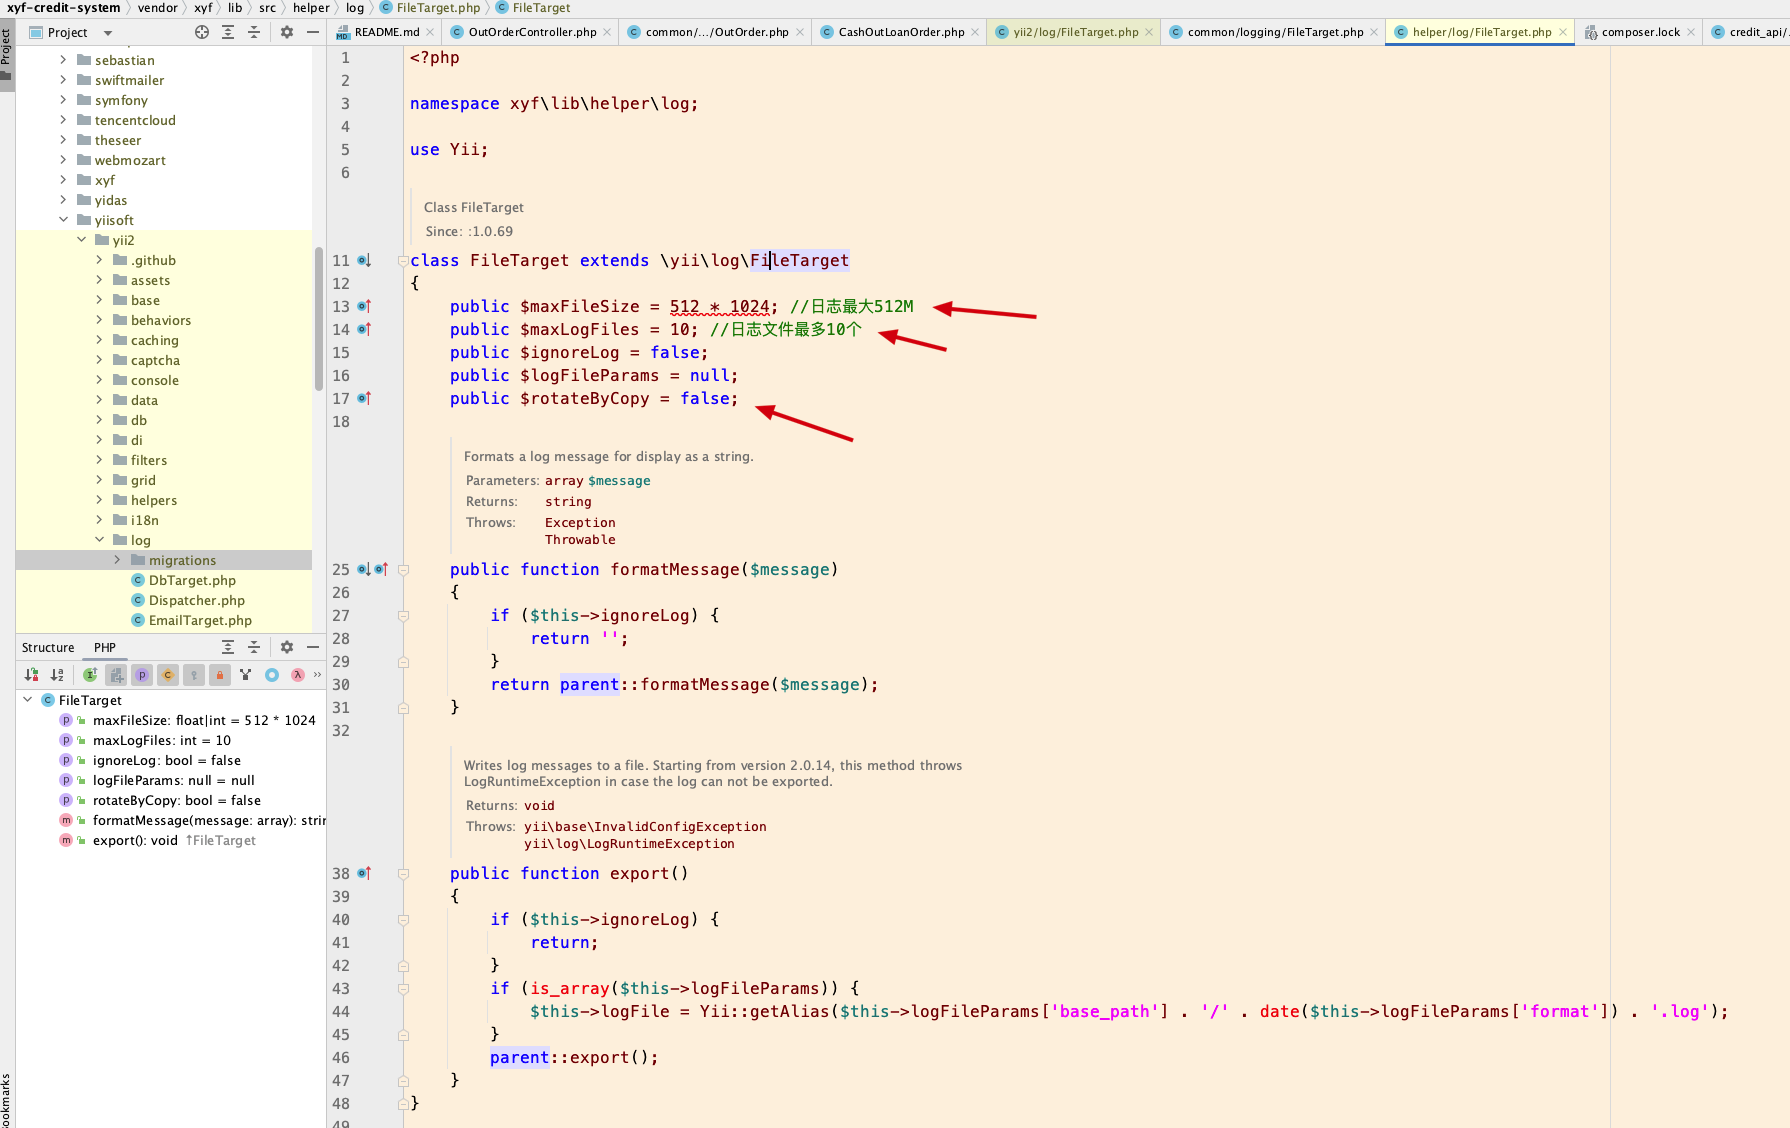 xyf-credit-system vendor xyf lib src helper log FileTarget.php FileTarget
Project
Project
README.md OutOrderController.php common/.../OutOrder.php CashOutLoanOrder.php yii2/log/FileTarget.php common/logging/FileTarget.php helper/log/FileTarget.php composer.lock credit_api/.
sebastian
swiftmailer
symfony
tencentcloud
theseer
webmozart
xyf
yidas
yiisoft
yii2
.github
assets
base
behaviors
caching
captcha
console
data
db
di
filters
grid
helpers
i18n
log
migrations
DbTarget.php
Dispatcher.php
EmailTarget.php
Structure PHP
FileTarget
maxFileSize: float|int = 512 * 1024
maxLogFiles: int = 10
ignoreLog: bool = false
logFileParams: null = null
rotateByCopy: bool = false
formatMessage(message: array): strin
export(): void ↑FileTarget
ookmarks
1 <?php
2
3 namespace xyf\lib\helper\log;
4
5 use Yii;
6
Class FileTarget
Since: :1.0.69
11 class FileTarget extends \yii\log\FileTarget
12 {
13 public $maxFileSize = 512 * 1024; //日志最大512M
14 public $maxLogFiles = 10; //日志文件最多10个
15 public $ignoreLog = false;
16 public $logFileParams = null;
17 public $rotateByCopy = false;
18
Formats a log message for display as a string.
Parameters: array $message
Returns: string
Throws: Exception
Throwable
25 public function formatMessage($message)
26 {
27 if ($this->ignoreLog) {
28 return '';
29 }
30 return parent::formatMessage($message);
31 }
32
Writes log messages to a file. Starting from version 2.0.14, this method throws
LogRuntimeException in case the log can not be exported.
Returns: void
Throws: yii\base\InvalidConfigException
yii\log\LogRuntimeException
38 public function export()
39 {
40 if ($this->ignoreLog) {
41 return;
42 }
43 if (is_array($this->logFileParams)) {
44 $this->logFile = Yii::getAlias($this->logFileParams['base_path'] . '/' . date($this->logFileParams['format']) . '.log');
45 }
46 parent::export();
47 }
48 }
49